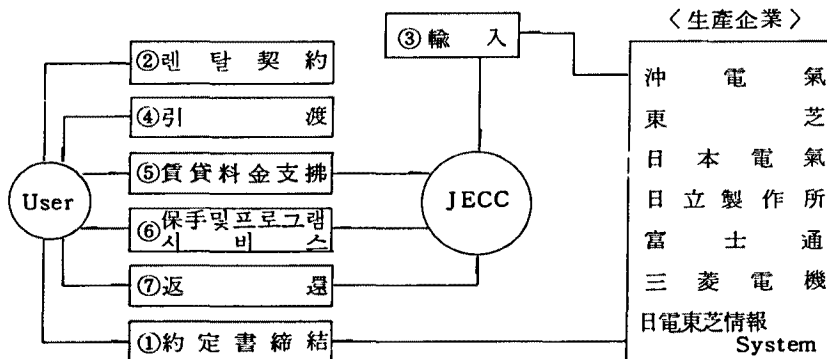 〈生產企業〉
③輸入
②렌탈契約
④引渡
⑤賃貸料金支拂
⑥保手및프로그램
시비스
⑦返還
①約定書締結
User
JECC
沖電氣
東芝
日本電氣
日立製作所
富士通
三菱電機
日電東芝情報
System